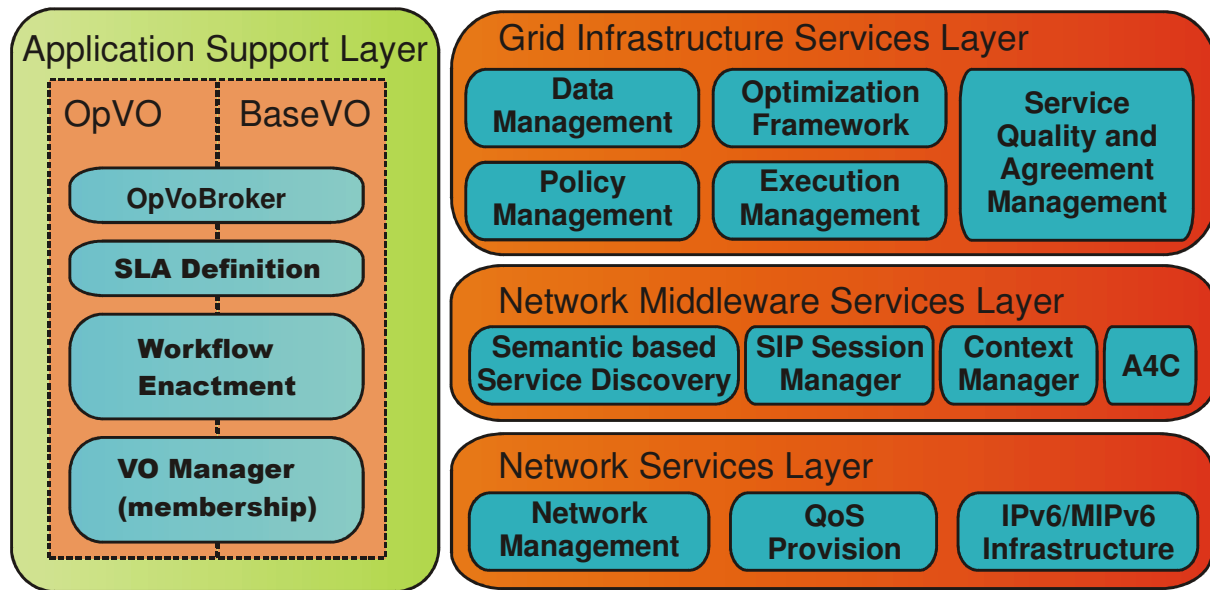 Application Support Layer
OpVO
BaseVO
OpVoBroker
SLA Definition
Workflow
Enactment
VO Manager
(membership)
Grid Infrastructure Services Layer
Data
Management
Optimization
Framework
Service
Quality and
Agreement
Management
Policy
Management
Execution
Management
Network Middleware Services Layer
Semantic based
Service Discovery
SIP Session
Manager
Context
Manager
A4C
Network Services Layer
Network
Management
QoS
Provision
IPv6/MIPv6
Infrastructure